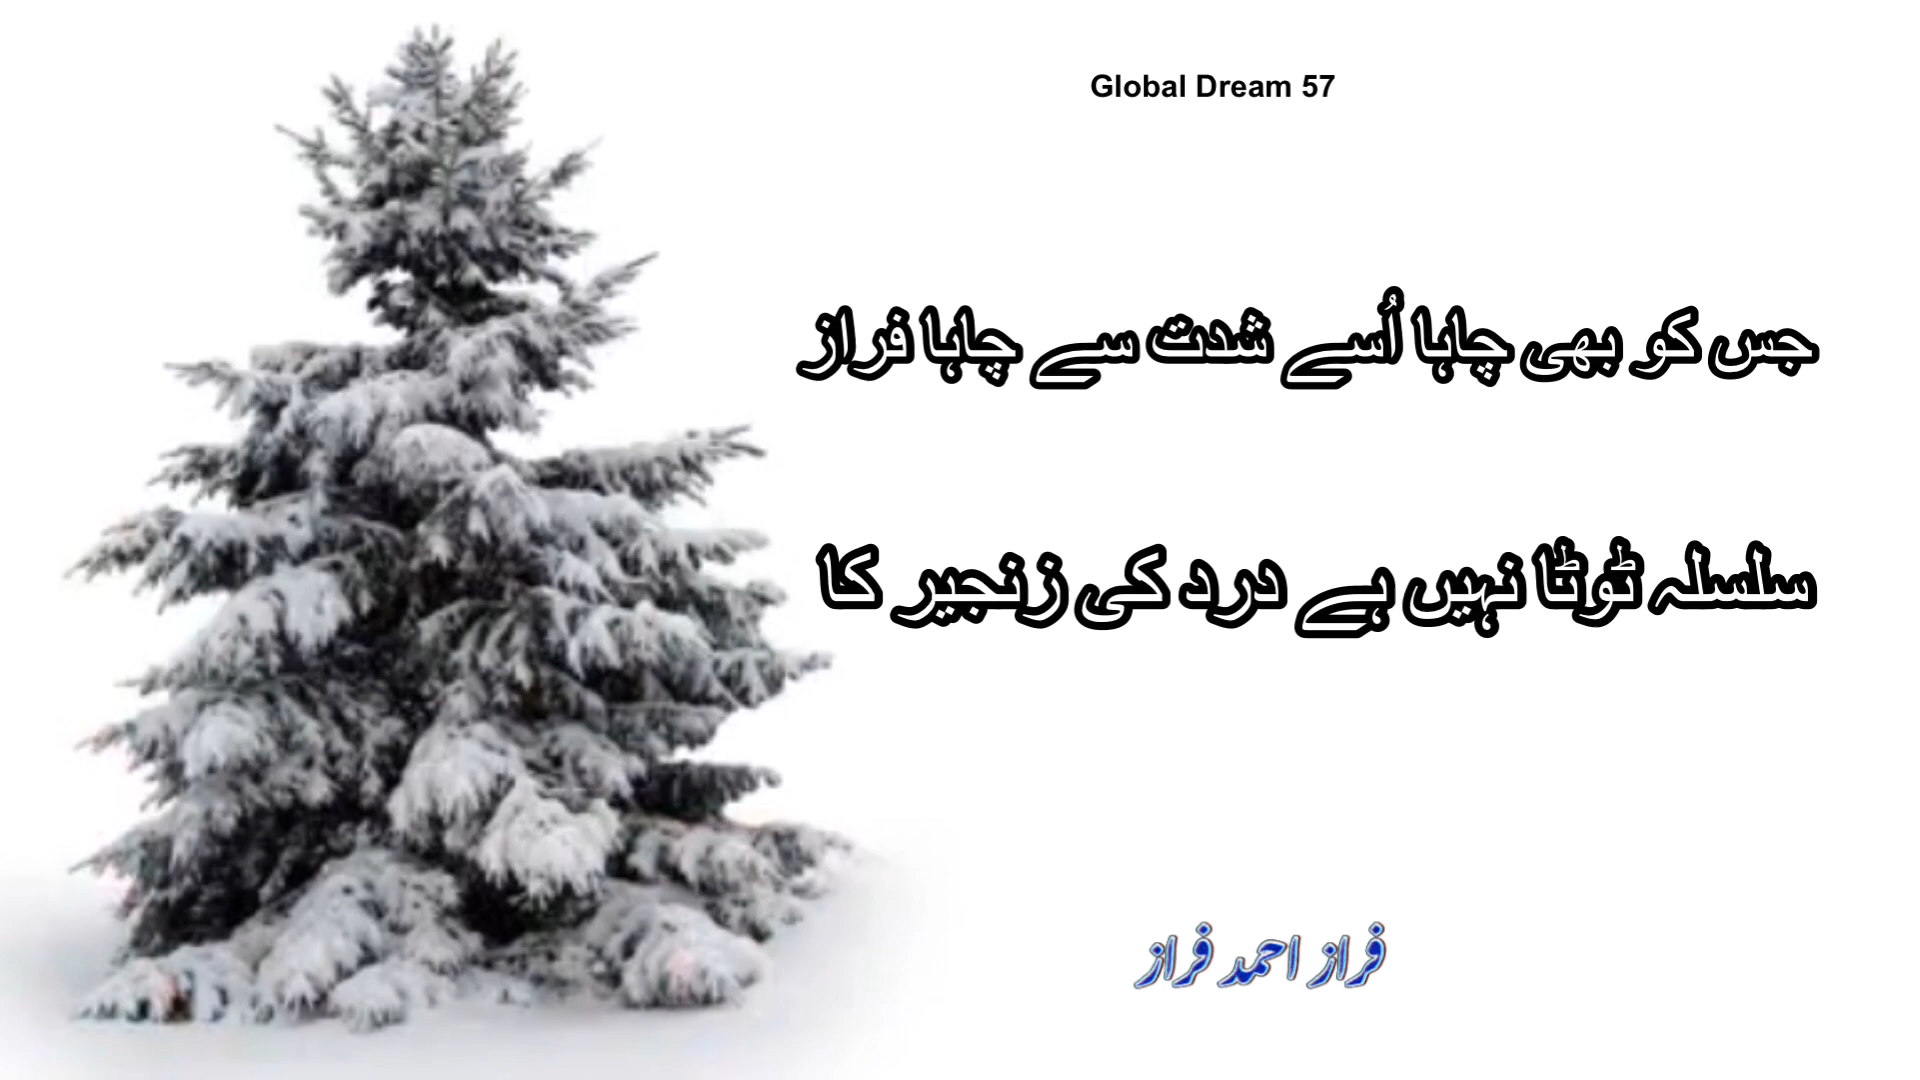 Global Dream 57
جس کو بھی چاہا اُسے شدت سے چاہا فراز
سلسلہ ٹوٹا نہیں ہے درد کی زنجیر کا
فراز احمد فراز